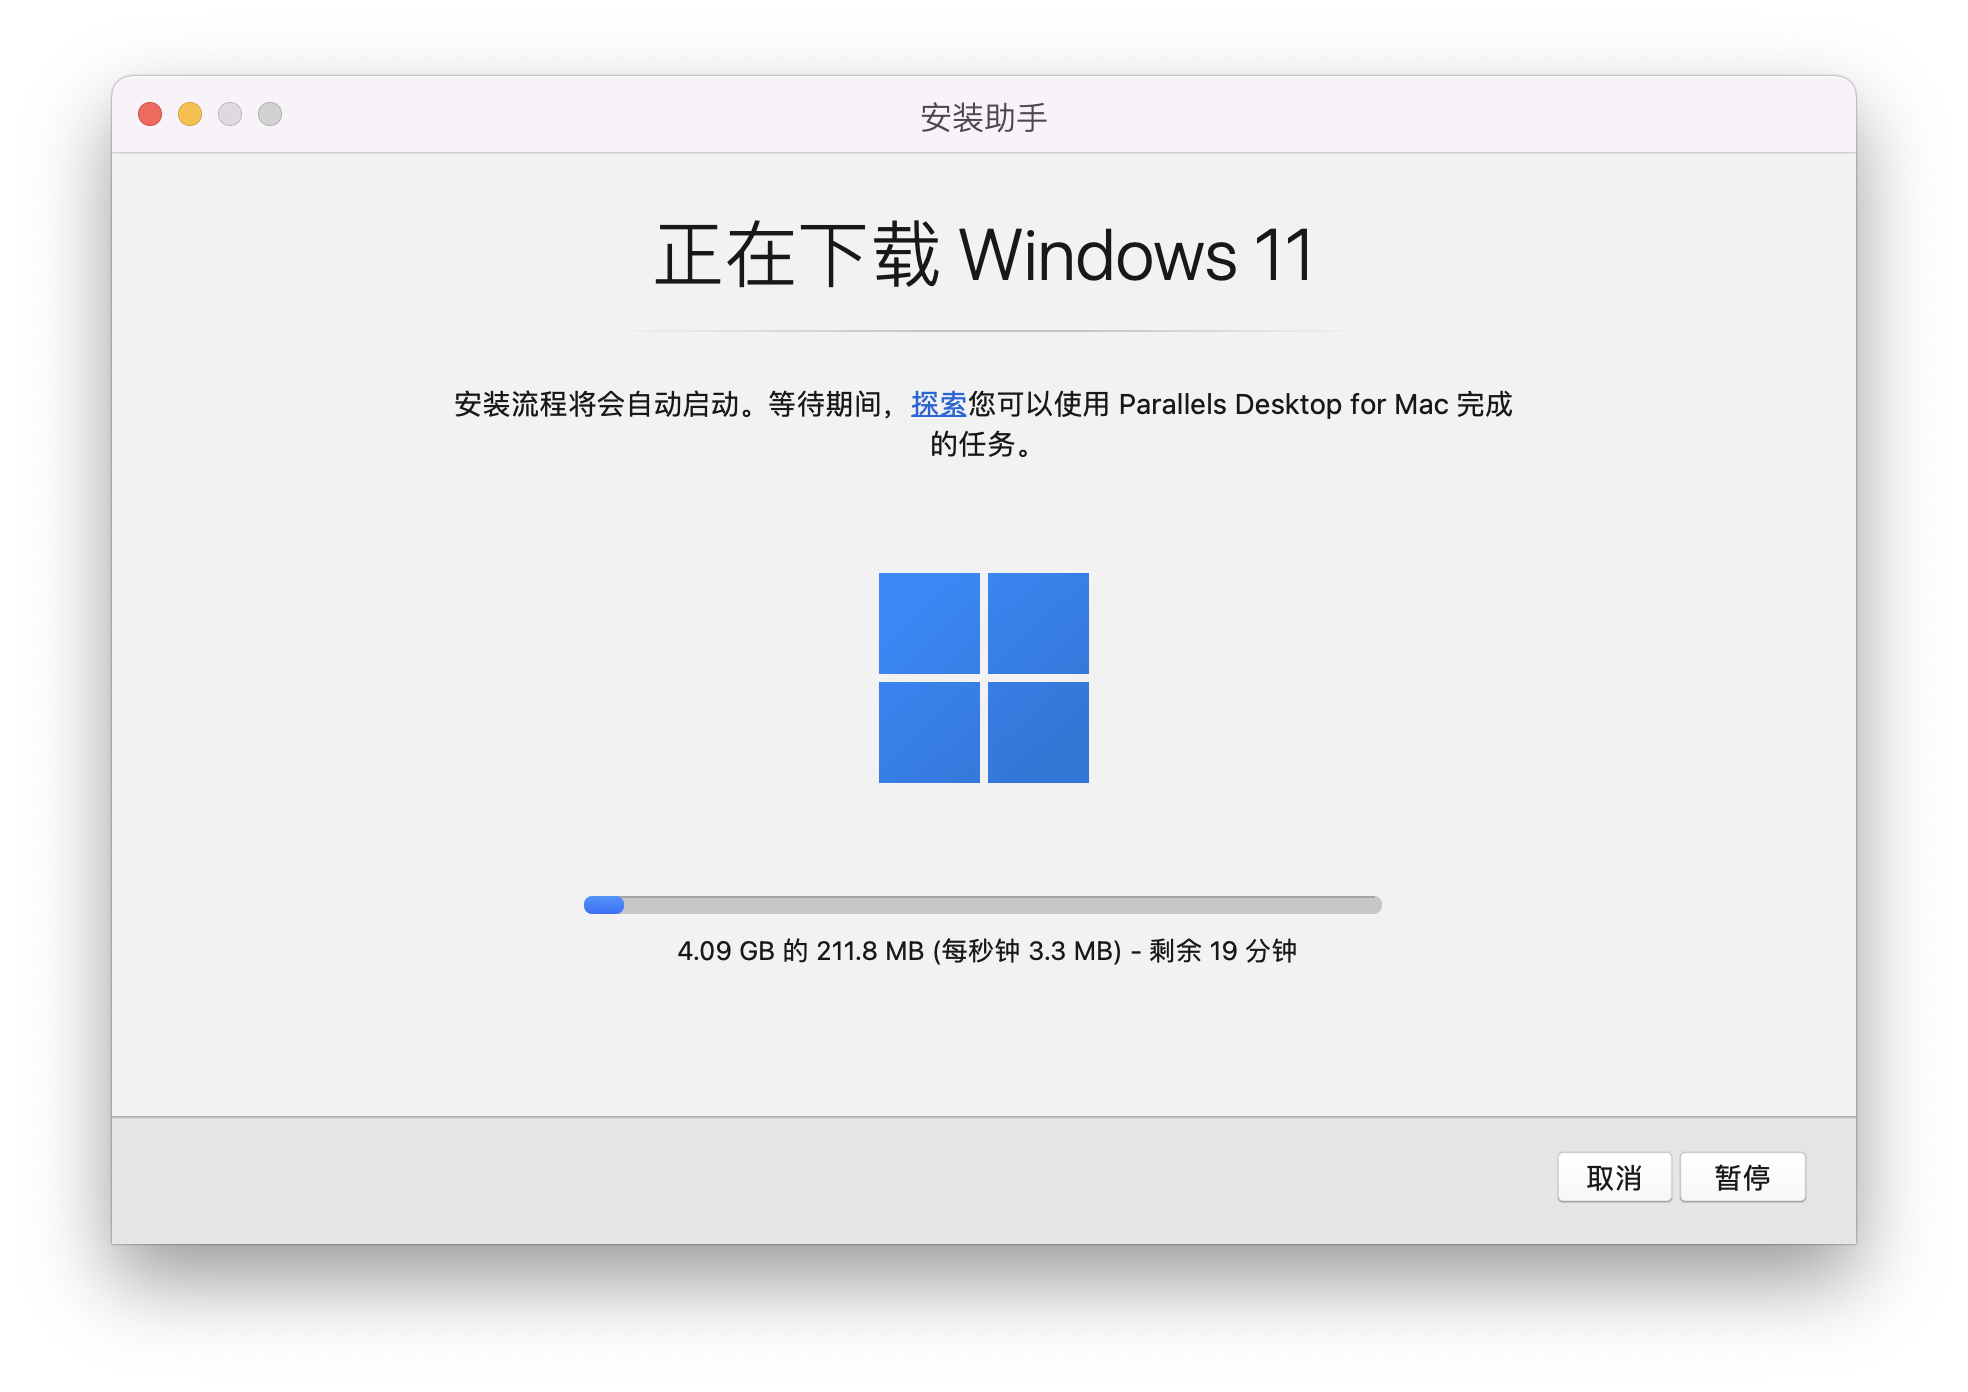 安装助手
正在下载 Windows 11
安装流程将会自动启动。等待期间，探索您可以使用 Parallels Desktop for Mac 完成
的任务。
4.09 GB 的 211.8 MB (每秒钟 3.3 MB) - 剩余 19 分钟
取消 暂停